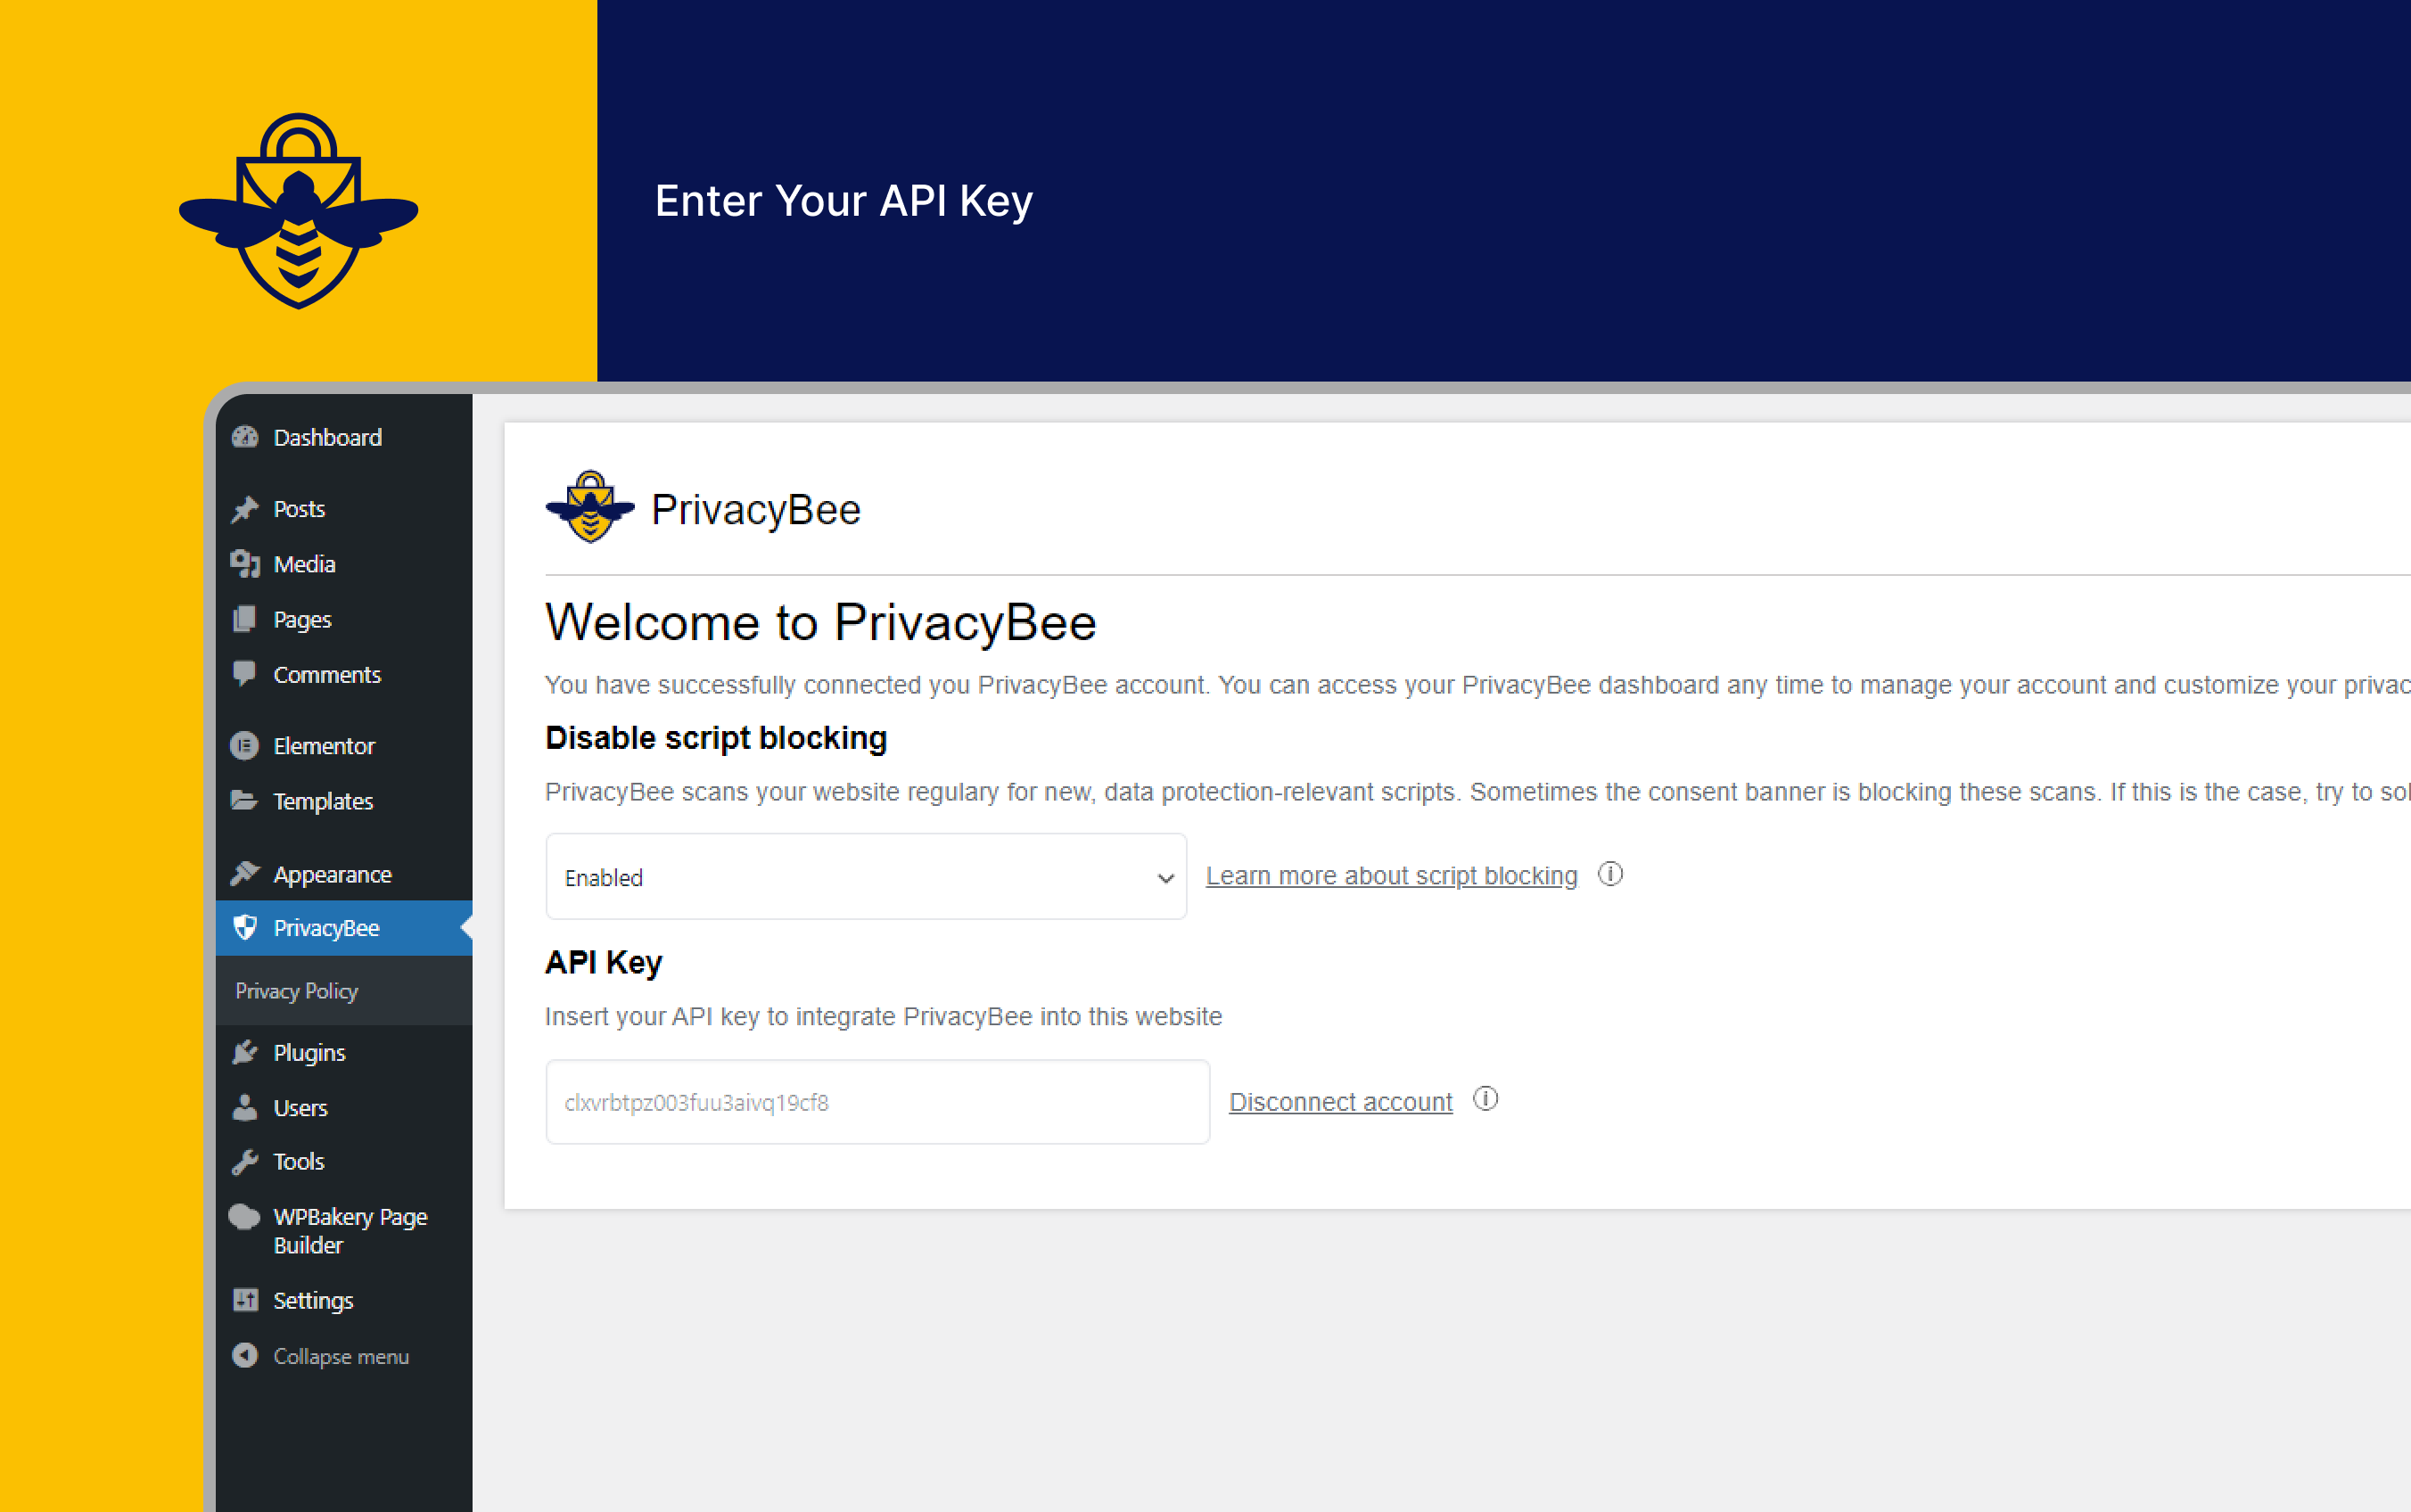 Enter Your API Key
Dashboard
Posts
Media
Pages
Comments
Elementor
Templates
Appearance
PrivacyBee
Privacy Policy
Plugins
Users
Tools
WPBakery Page
Builder
Settings
Collapse menu
PrivacyBee
Welcome to PrivacyBee
You have successfully connected you PrivacyBee account. You can access your PrivacyBee dashboard any time to manage your account and customize your
Disable script blocking
PrivacyBee scans your website regulary for new, data protection-relevant scripts. Sometimes the consent banner is blocking these scans. If this is the case, try to
Enabled
Learn more about script blocking
API Key
Insert your API key to integrate PrivacyBee into this website
clxvrbtpz003fuu3aivq19cf8
Disconnect account